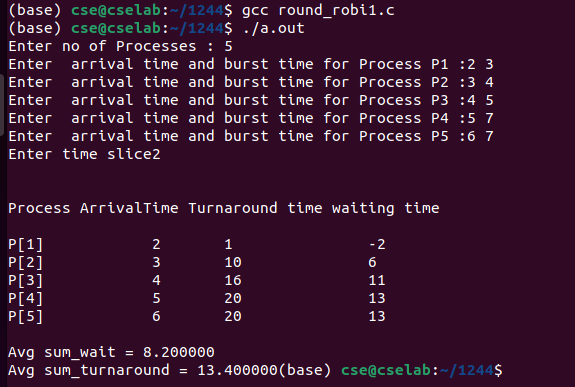 (base) cse@cselab:~/1244$ gcc round_robi1.c
(base) cse@cselab:~/1244$ ./a.out
Enter no of Processes : 5
Enter  arrival time and burst time for Process P1 :2 3
Enter  arrival time and burst time for Process P2 :3 4
Enter  arrival time and burst time for Process P3 :4 5
Enter  arrival time and burst time for Process P4 :5 7
Enter  arrival time and burst time for Process P5 :6 7
Enter time slice2
Process ArrivalTime Turnaround time waiting time
P[1] 2 1 -2
P[2] 3 10 6
P[3] 4 16 11
P[4] 5 20 13
P[5] 6 20 13
Avg sum_wait = 8.200000
Avg sum_turnaround = 13.400000(base) cse@cselab:~/1244$